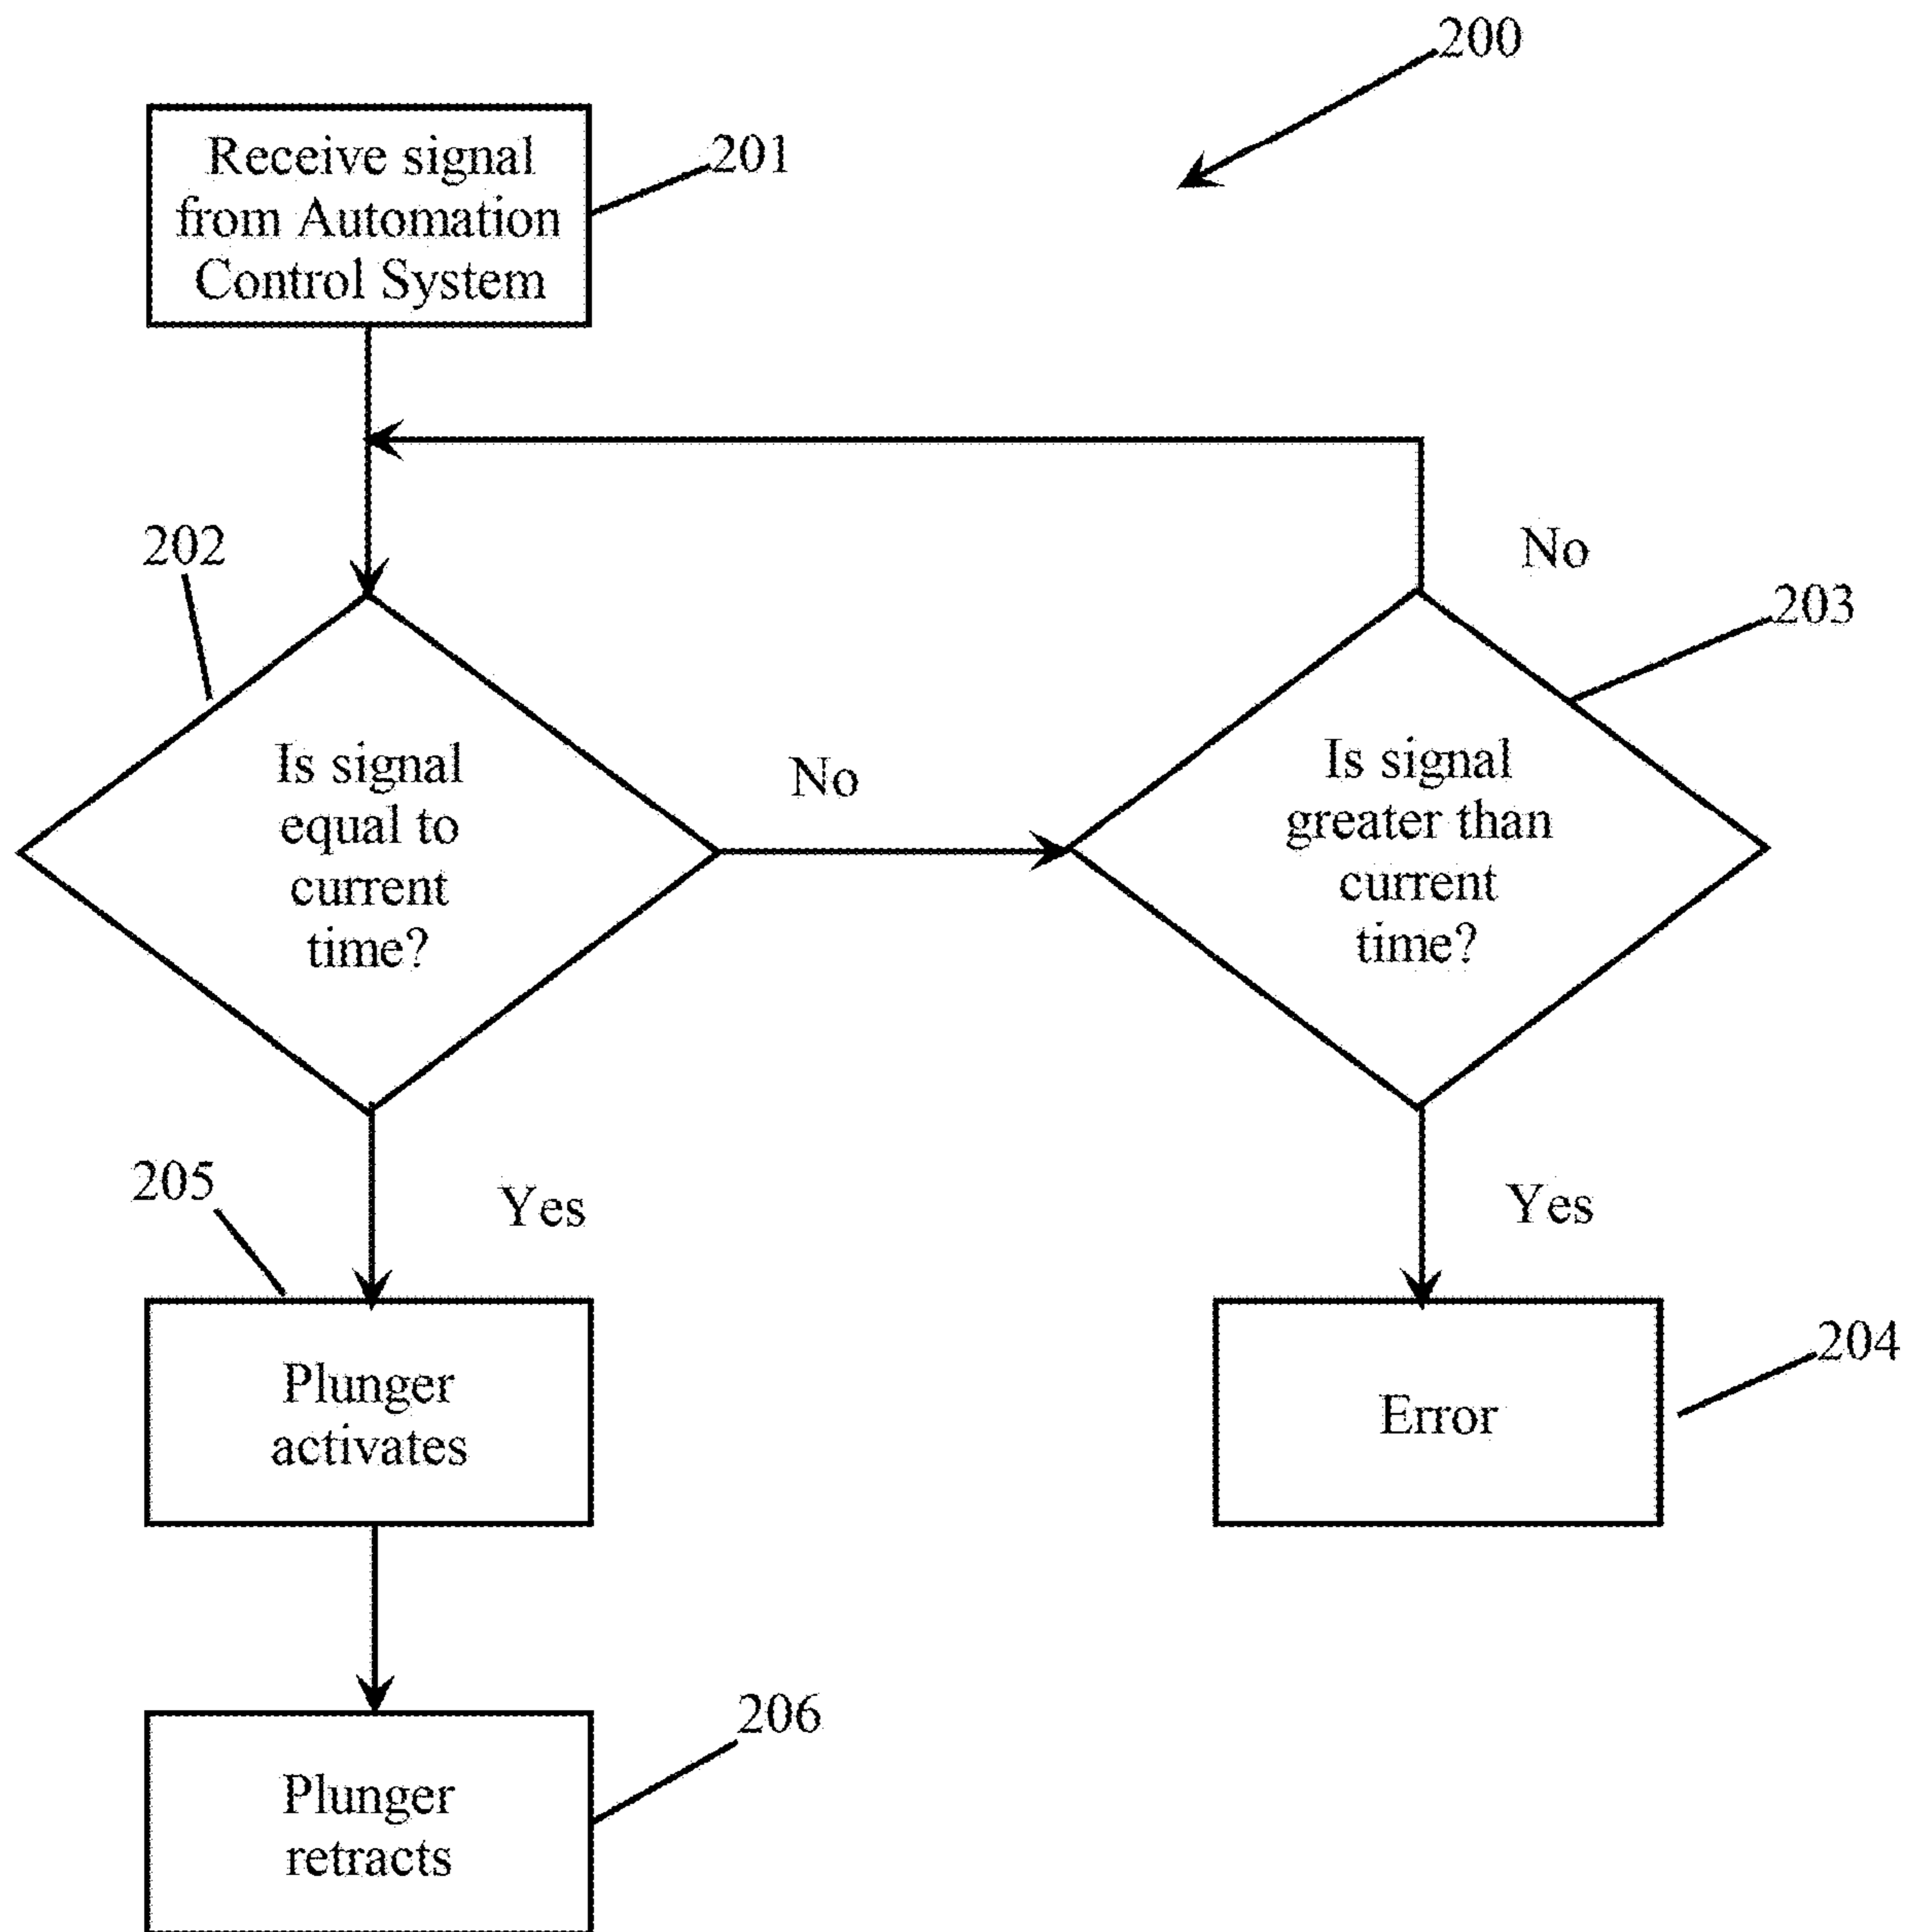 200
Receive signal
from Automation
Control System
201
202
No
203
Is signal
equal to
current
time?
No
Is signal
greater than
current
time?
205
Yes
Yes
Plunger
activates
Error
204
206
Plunger
retracts